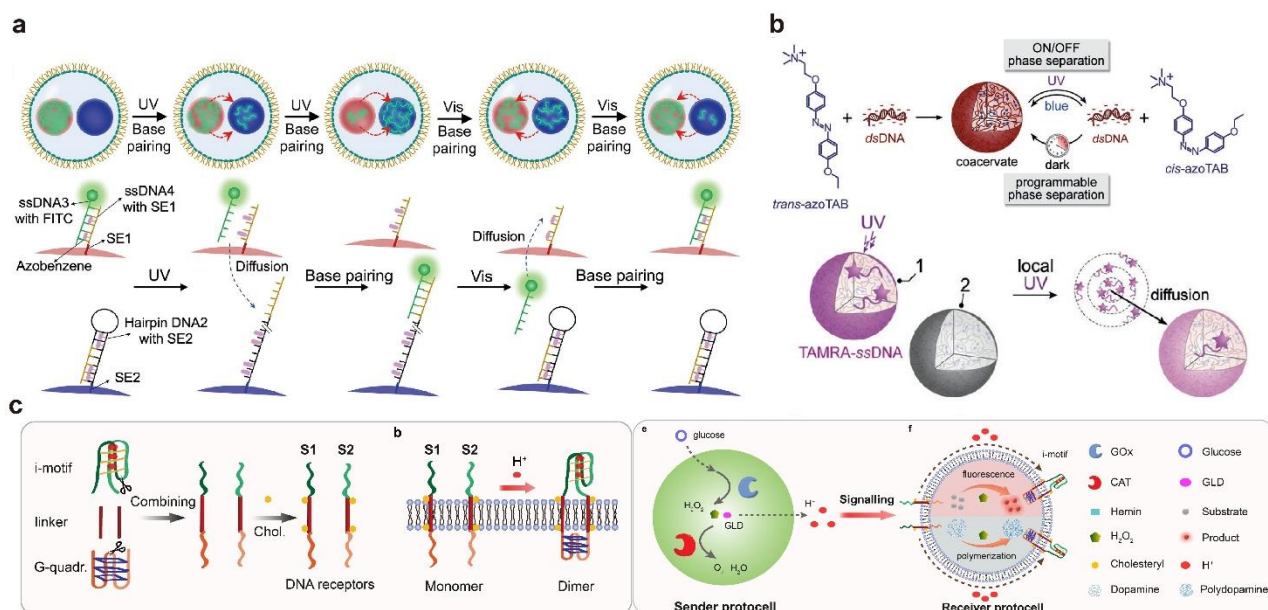 a
UV
Base
pairing
UV
Base
pairing
Vis
Base
pairing
Vis
Base
pairing
ssDNA3
with FITC
ssDNA4
with SE1
SE1
Azobenzene
UV
Diffusion
Base pairing
Vis
Diffusion
Base pairing
Hairpin DNA2
with SE2
SE2
b
N+
O
N=N
O
trans-azoTAB
+
dsDNA
coacervate
ON/OFF
phase separation
UV
blue
dark
programmable
phase separation
dsDNA
+
N+
O
N=N
O
cis-azoTAB
UV
1
2
TAMRA-ssDNA
local
UV
diffusion
c
i-motif
linker
G-quadr.
Combining
Chol.
S1 S2
DNA receptors
b
S1 S2
H+
Monomer
Dimer
e
glucose
H2O2
GLD
O2 H2O
Sender protocell
H+
Signalling
f
i-motif
fluorescence
polymerization
Receiver protocell
GOx
Glucose
CAT
GLD
Hemin
Substrate
H2O2
Product
Cholesteryl
H+
Dopamine
Polydopamine